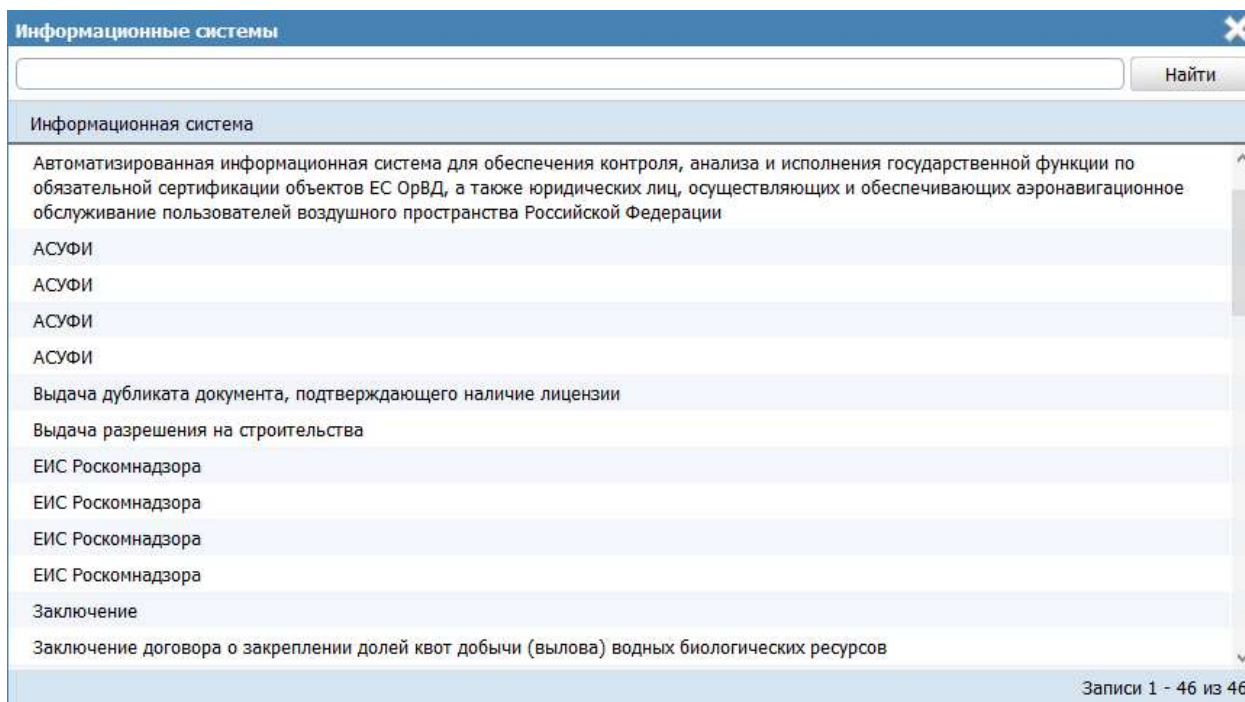 Информационные системы
Найти
Информационная система
Автоматизированная информационная система для обеспечения контроля, анализа и исполнения государственной функции по
обязательной сертификации объектов ЕС ОрВД, а также юридических лиц, осуществляющих и обеспечивающих аэронавигационное
обслуживание пользователей воздушного пространства Российской Федерации
АСУФИ
АСУФИ
АСУФИ
АСУФИ
Выдача дубликата документа, подтверждающего наличие лицензии
Выдача разрешения на строительства
ЕИС Роскомнадзора
ЕИС Роскомнадзора
ЕИС Роскомнадзора
ЕИС Роскомнадзора
Заключение
Заключение договора о закреплении долей квот добычи (вылова) водных биологических ресурсов
Записи 1 - 46 из 46